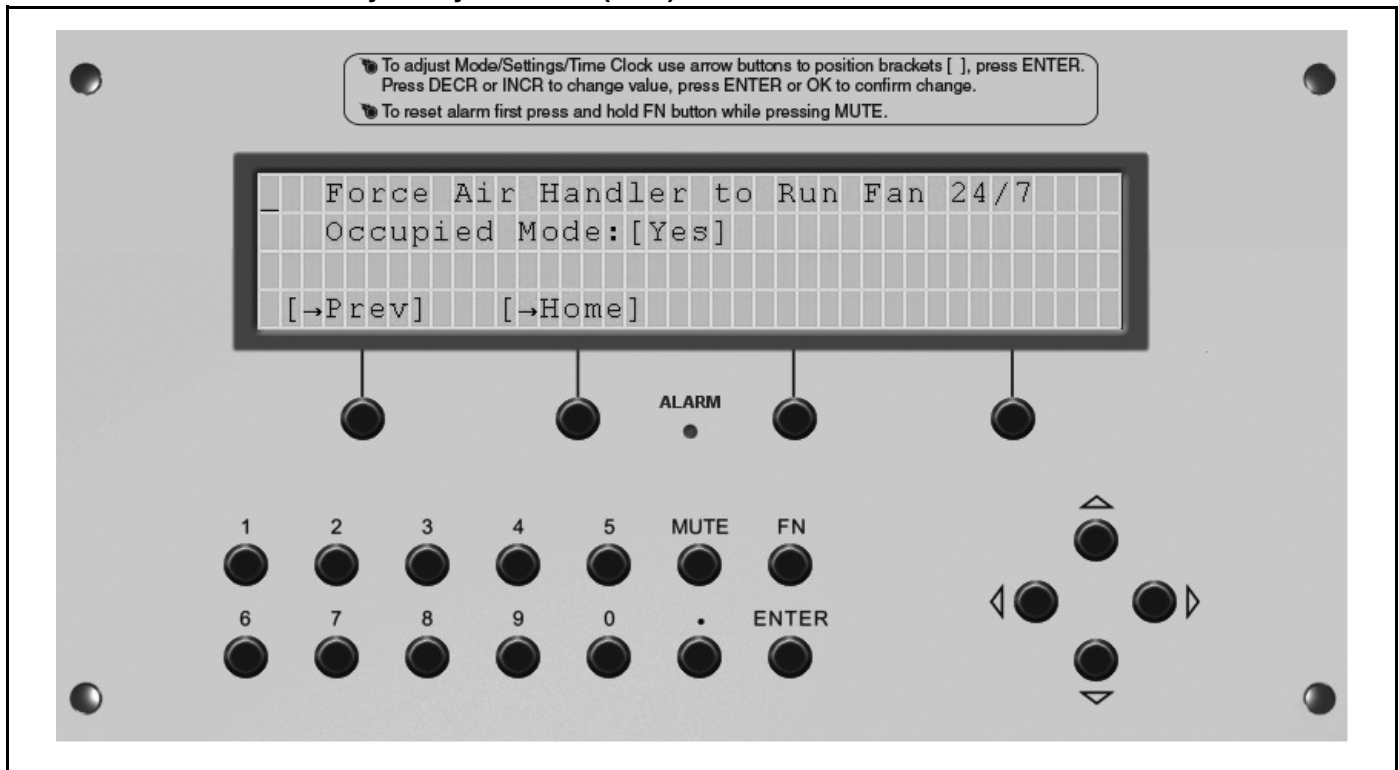 To adjust Mode/Settings/Time Clock use arrow buttons to position brackets [ ], press ENTER.
Press DECR or INCR to change value, press ENTER or OK to confirm change.
To reset alarm first press and hold FN button while pressing MUTE.
_ Force Air Handler to Run Fan 24/7
Occupied Mode:[Yes]
[→Prev] [→Home]
ALARM
1 2 3 4 5 MUTE FN
6 7 8 9 0 . ENTER